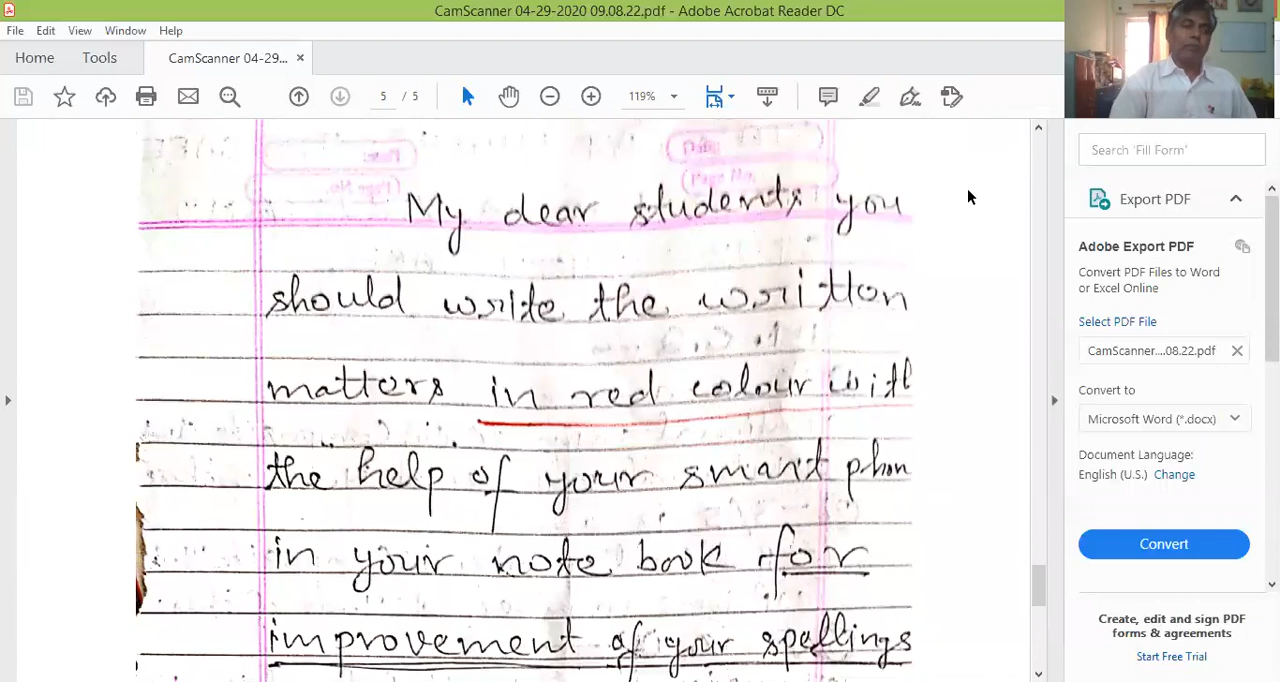 CamScanner 04-29-2020 09.08.22.pdf - Adobe Acrobat Reader DC
File Edit View Window Help
Home Tools CamScanner 04-29... ×
5 / 5 119%
My dear students you
should write the writton
matters in red colour with
the help of your smart phon
in your note book for
improvement of your spellings
Search 'Fill Form'
Export PDF
Adobe Export PDF
Convert PDF Files to Word
or Excel Online
Select PDF File
CamScanner....08.22.pdf
Convert to
Microsoft Word (*.docx)
Document Language:
English (U.S.) Change
Convert
Create, edit and sign PDF
forms & agreements
Start Free Trial